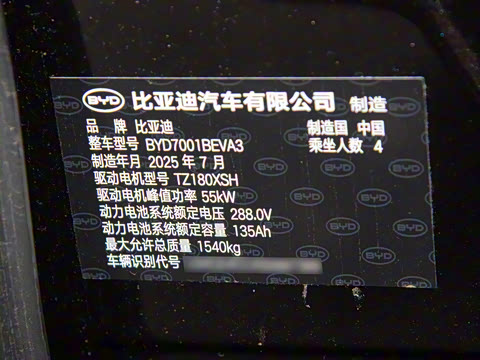 BYD 比亚迪汽车有限公司 制造
品 牌 比亚迪 制造国 中国
整车型号 BYD7001BEVA3 乘坐人数 4
制造年月 2025 年 7 月
驱动电机型号 TZ180XSH
驱动电机峰值功率 55kW
动力电池系统额定电压 288.0V
动力电池系统额定容量 135Ah
最大允许总质量 1540kg
车辆识别代号